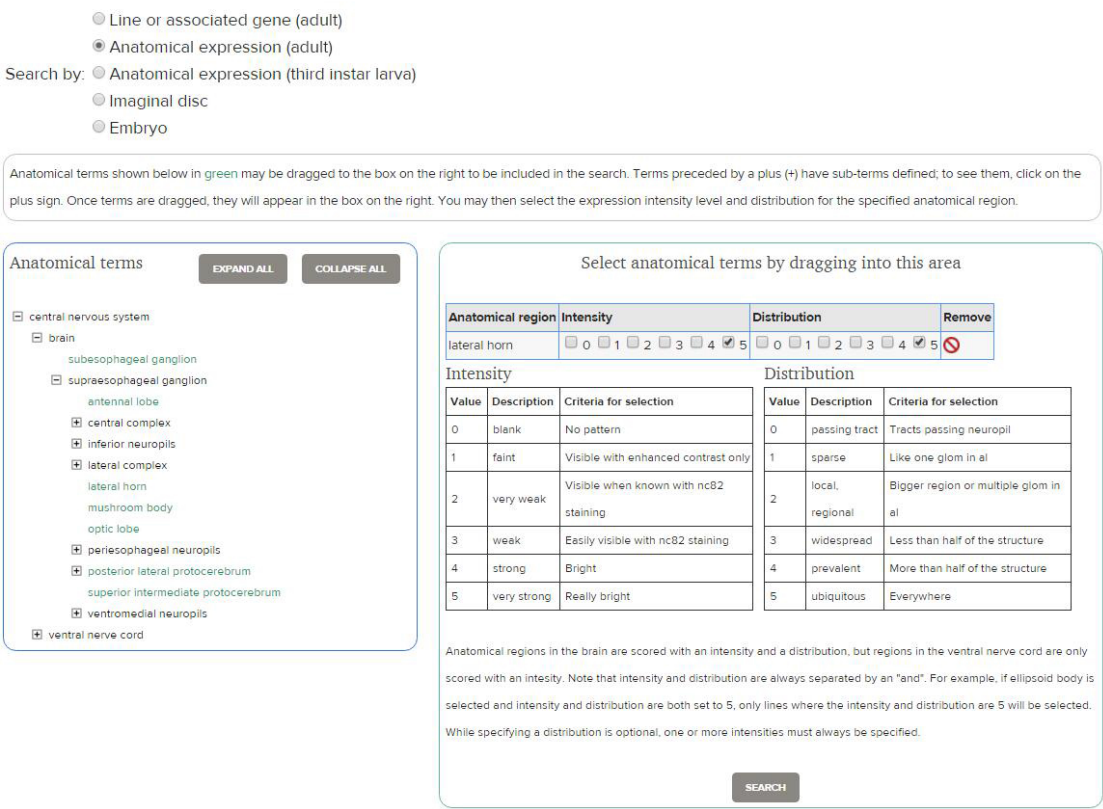 Line or associated gene (adult)
Anatomical expression (adult)
Search by: Anatomical expression (third instar larva)
Imaginal disc
Embryo
Anatomical terms shown below in green may be dragged to the box on the right to be included in the search. Terms preceded by a plus (+) have sub-terms defined; to see them, click on the
plus sign. Once terms are dragged, they will appear in the box on the right. You may then select the expression intensity level and distribution for the specified anatomical region.
Anatomical terms
EXPAND ALL
COLLAPSE ALL
central nervous system
brain
subesophageal ganglion
supraesophageal ganglion
antennal lobe
central complex
inferior neuropils
lateral complex
lateral horn
mushroom body
optic lobe
periesophageal neuropils
posterior lateral protocerebrum
superior intermediate protocerebrum
ventromedial neuropils
ventral nerve cord
Select anatomical terms by dragging into this area
Anatomical region Intensity Distribution Remove
lateral horn 0 1 2 3 4 5 0 1 2 3 4 5
Intensity
Value Description Criteria for selection
0 blank No pattern
1 faint Visible with enhanced contrast only
2 very weak Visible when known with nc82
staining
3 weak Easily visible with nc82 staining
4 strong Bright
5 very strong Really bright
Distribution
Value Description Criteria for selection
0 passing tract Tracts passing neuropil
1 sparse Like one glom in al
2 local, regional Bigger region or multiple glom in
al
3 widespread Less than half of the structure
4 prevalent More than half of the structure
5 ubiquitous Everywhere
Anatomical regions in the brain are scored with an intensity and a distribution, but regions in the ventral nerve cord are only
scored with an intesity. Note that intensity and distribution are always separated by an "and". For example, if ellipsoid body is
selected and intensity and distribution are both set to 5, only lines where the intensity and distribution are 5 will be selected.
While specifying a distribution is optional, one or more intensities must always be specified.
SEARCH